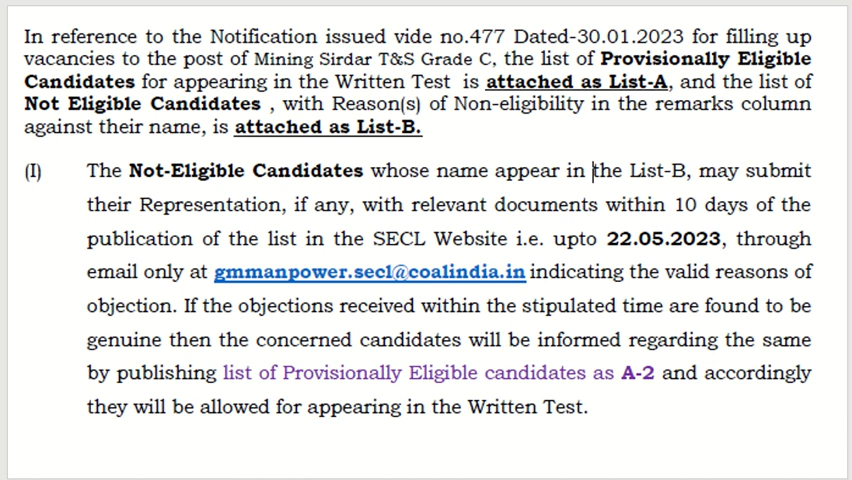 In reference to the Notification issued vide no.477 Dated-30.01.2023 for filling up
vacancies to the post of Mining Sirdar T&S Grade C, the list of Provisionally Eligible
Candidates for appearing in the Written Test is attached as List-A, and the list of
Not Eligible Candidates , with Reason(s) of Non-eligibility in the remarks column
against their name, is attached as List-B.
(I) The Not-Eligible Candidates whose name appear in the List-B, may submit
their Representation, if any, with relevant documents within 10 days of the
publication of the list in the SECL Website i.e. upto 22.05.2023, through
email only at gmmanpower.secl@coalindia.in indicating the valid reasons of
objection. If the objections received within the stipulated time are found to be
genuine then the concerned candidates will be informed regarding the same
by publishing list of Provisionally Eligible candidates as A-2 and accordingly
they will be allowed for appearing in the Written Test.